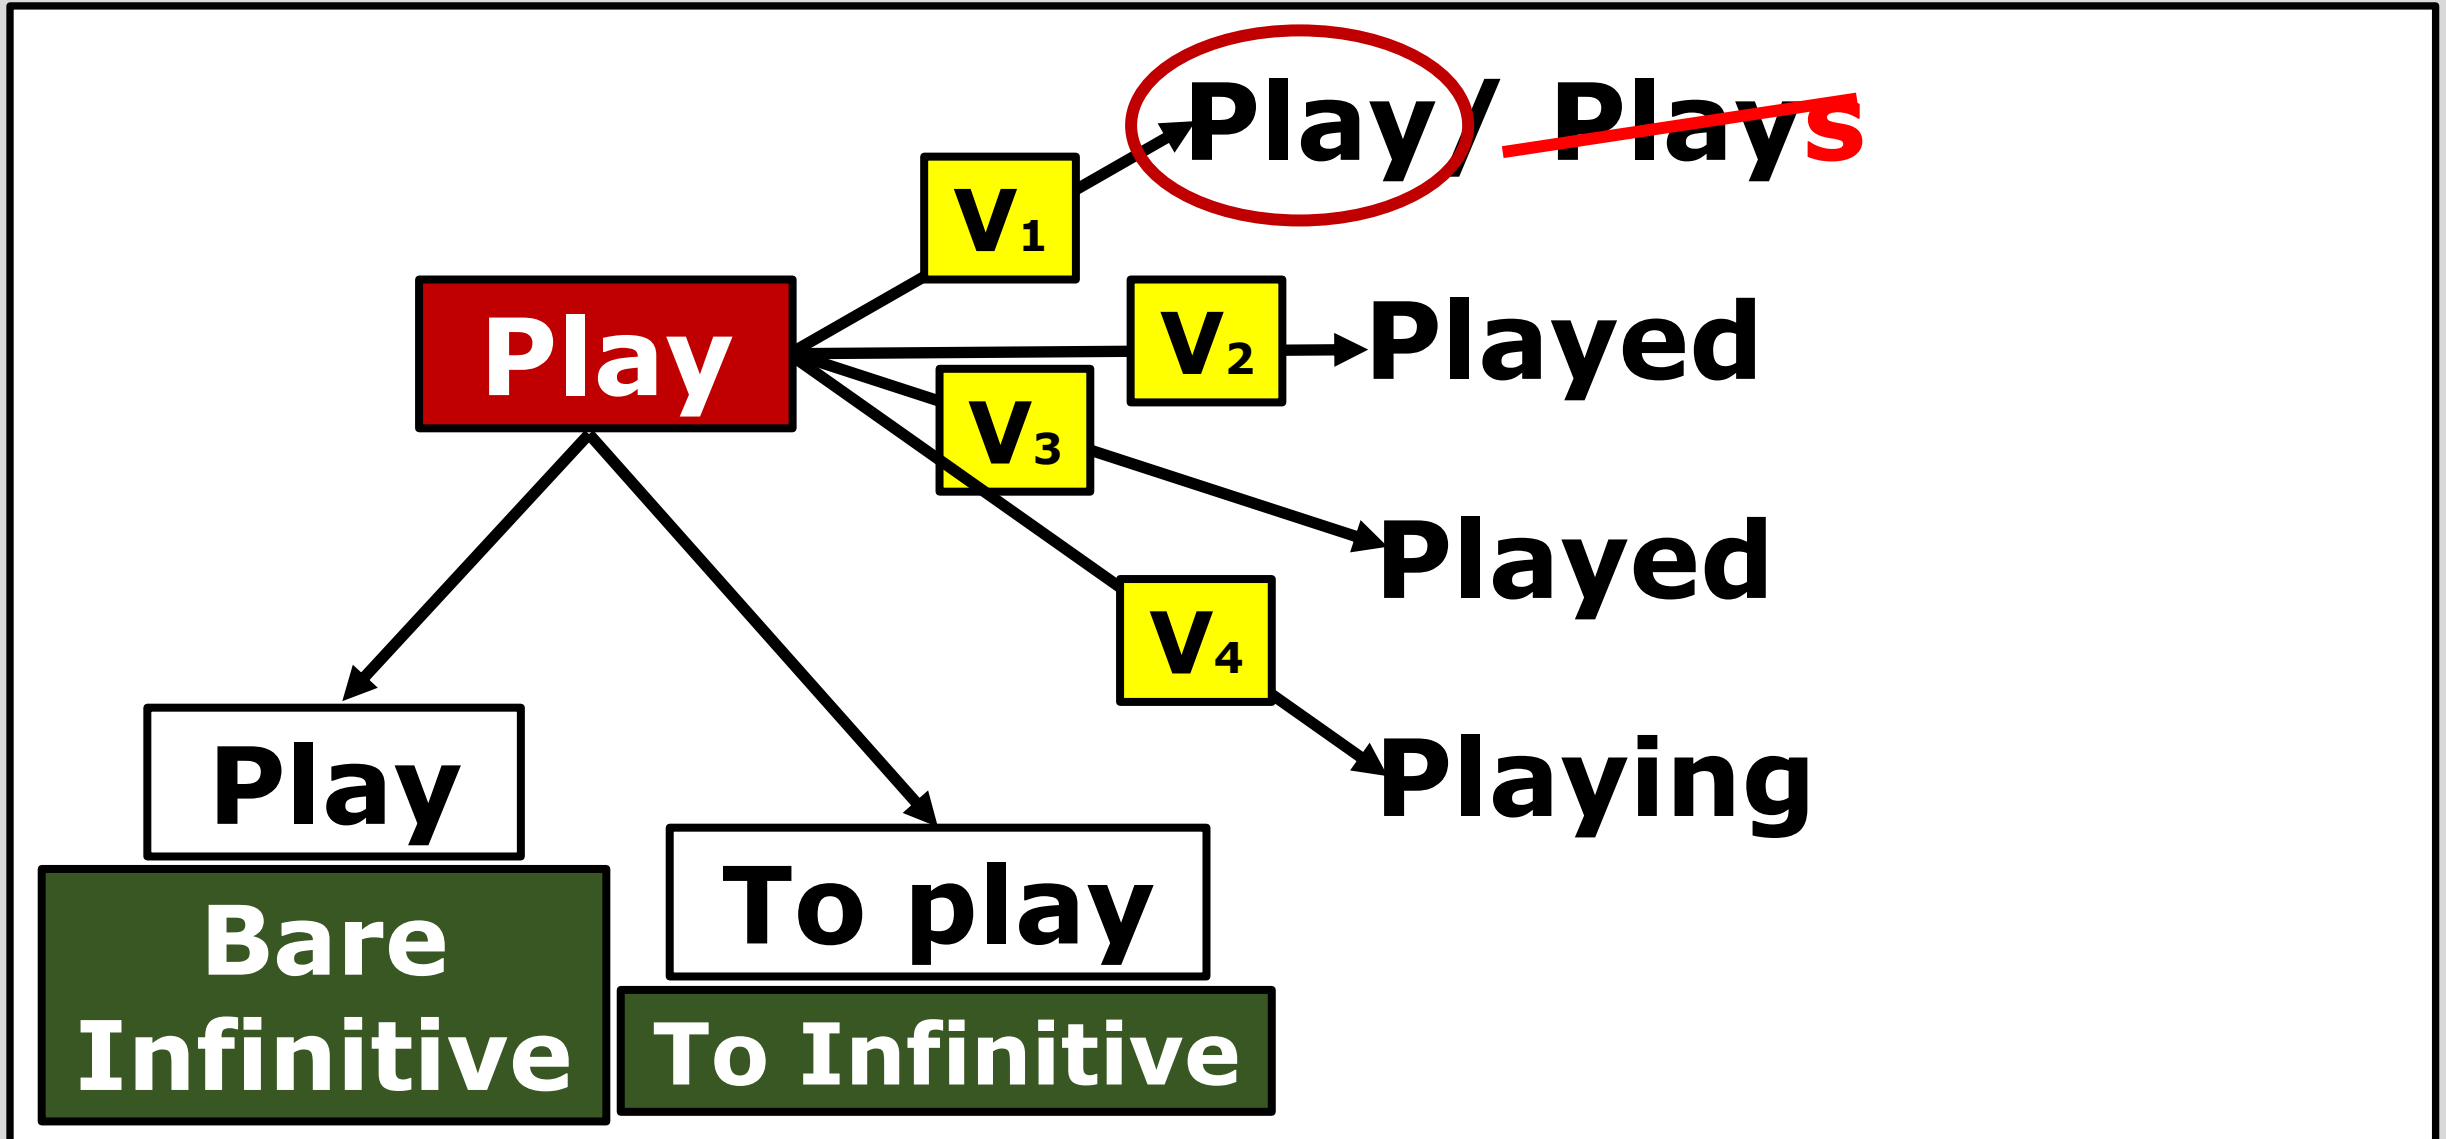 Play/ Plays
V1
Play
V2
Played
V3
Played
V4
Playing
Play
Bare
Infinitive
To play
To Infinitive